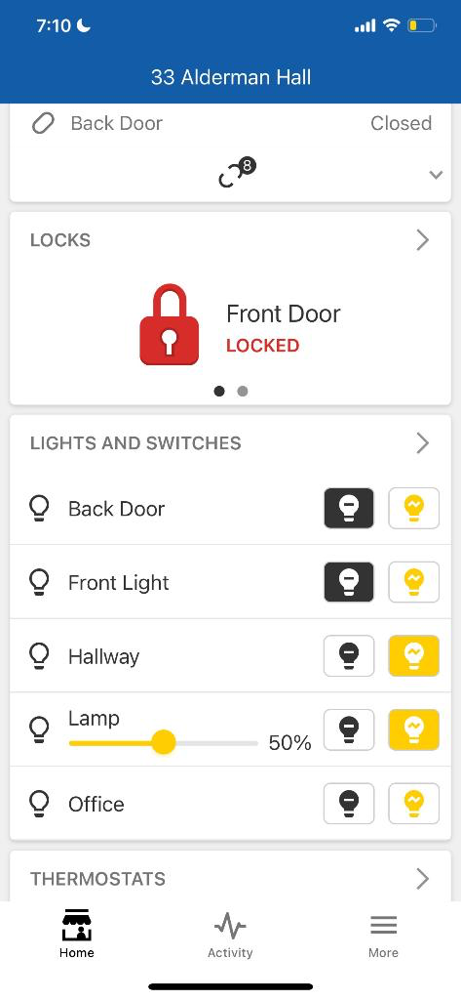 7:10
33 Alderman Hall
Back Door Closed
8
LOCKS
Front Door
LOCKED
LIGHTS AND SWITCHES
Back Door
Front Light
Hallway
Lamp
50%
Office
THERMOSTATS
Home Activity More